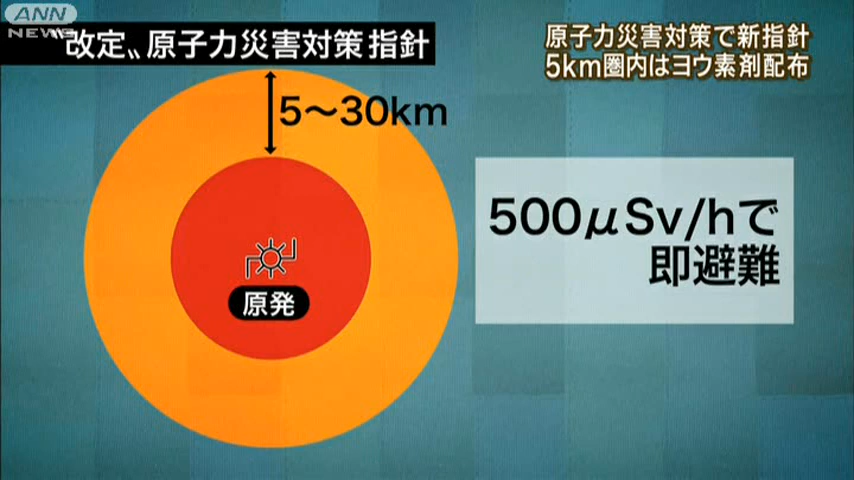 ANN
NEWS
〝改定〟原子力災害対策指針
原子力災害対策で新指針
5km圏内はヨウ素剤配布
5〜30km
500μSv/hで
即避難
原発